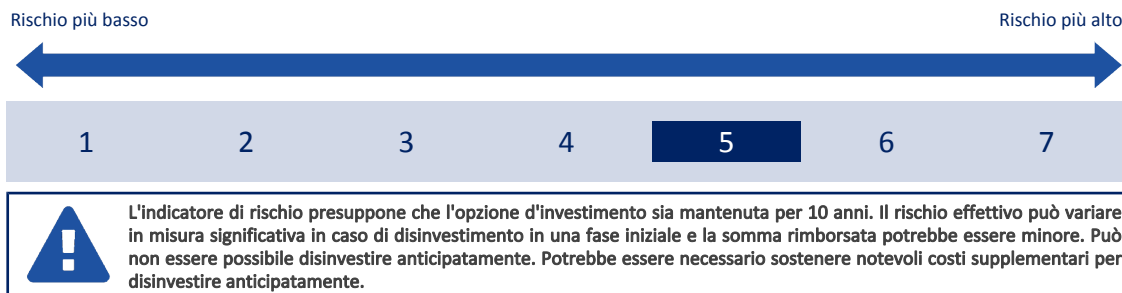 Rischio più basso Rischio più alto
1 2 3 4 5 6 7
L'indicatore di rischio presuppone che l'opzione d'investimento sia mantenuta per 10 anni. Il rischio effettivo può variare
in misura significativa in caso di disinvestimento in una fase iniziale e la somma rimborsata potrebbe essere minore. Può
non essere possibile disinvestire anticipatamente. Potrebbe essere necessario sostenere notevoli costi supplementari per
disinvestire anticipatamente.